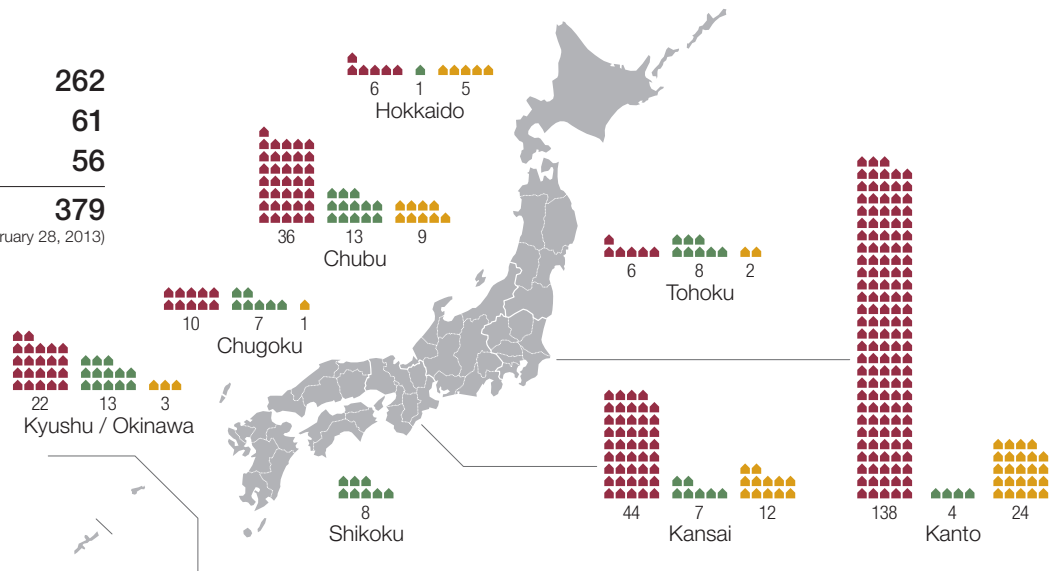 262
61
56
379
ruary 28, 2013)
6 1 5
Hokkaido
36 13 9
Chubu
6 8 2
Tohoku
10 7 1
Chugoku
22 13 3
Kyushu / Okinawa
8
Shikoku
44 7 12
Kansai
138 4 24
Kanto